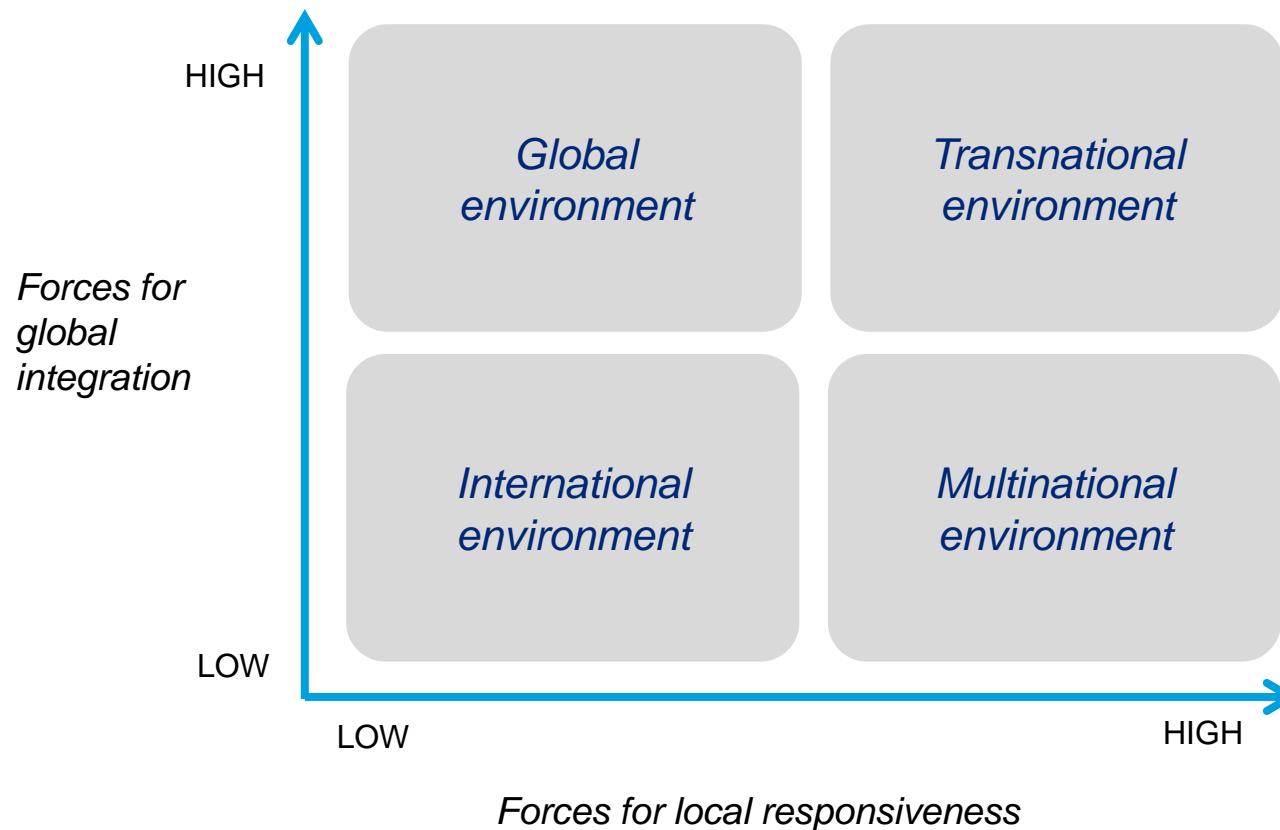 HIGH
Global
environment
Transnational
environment
Forces for
global
integration
International
environment
Multinational
environment
LOW
LOW
HIGH
Forces for local responsiveness